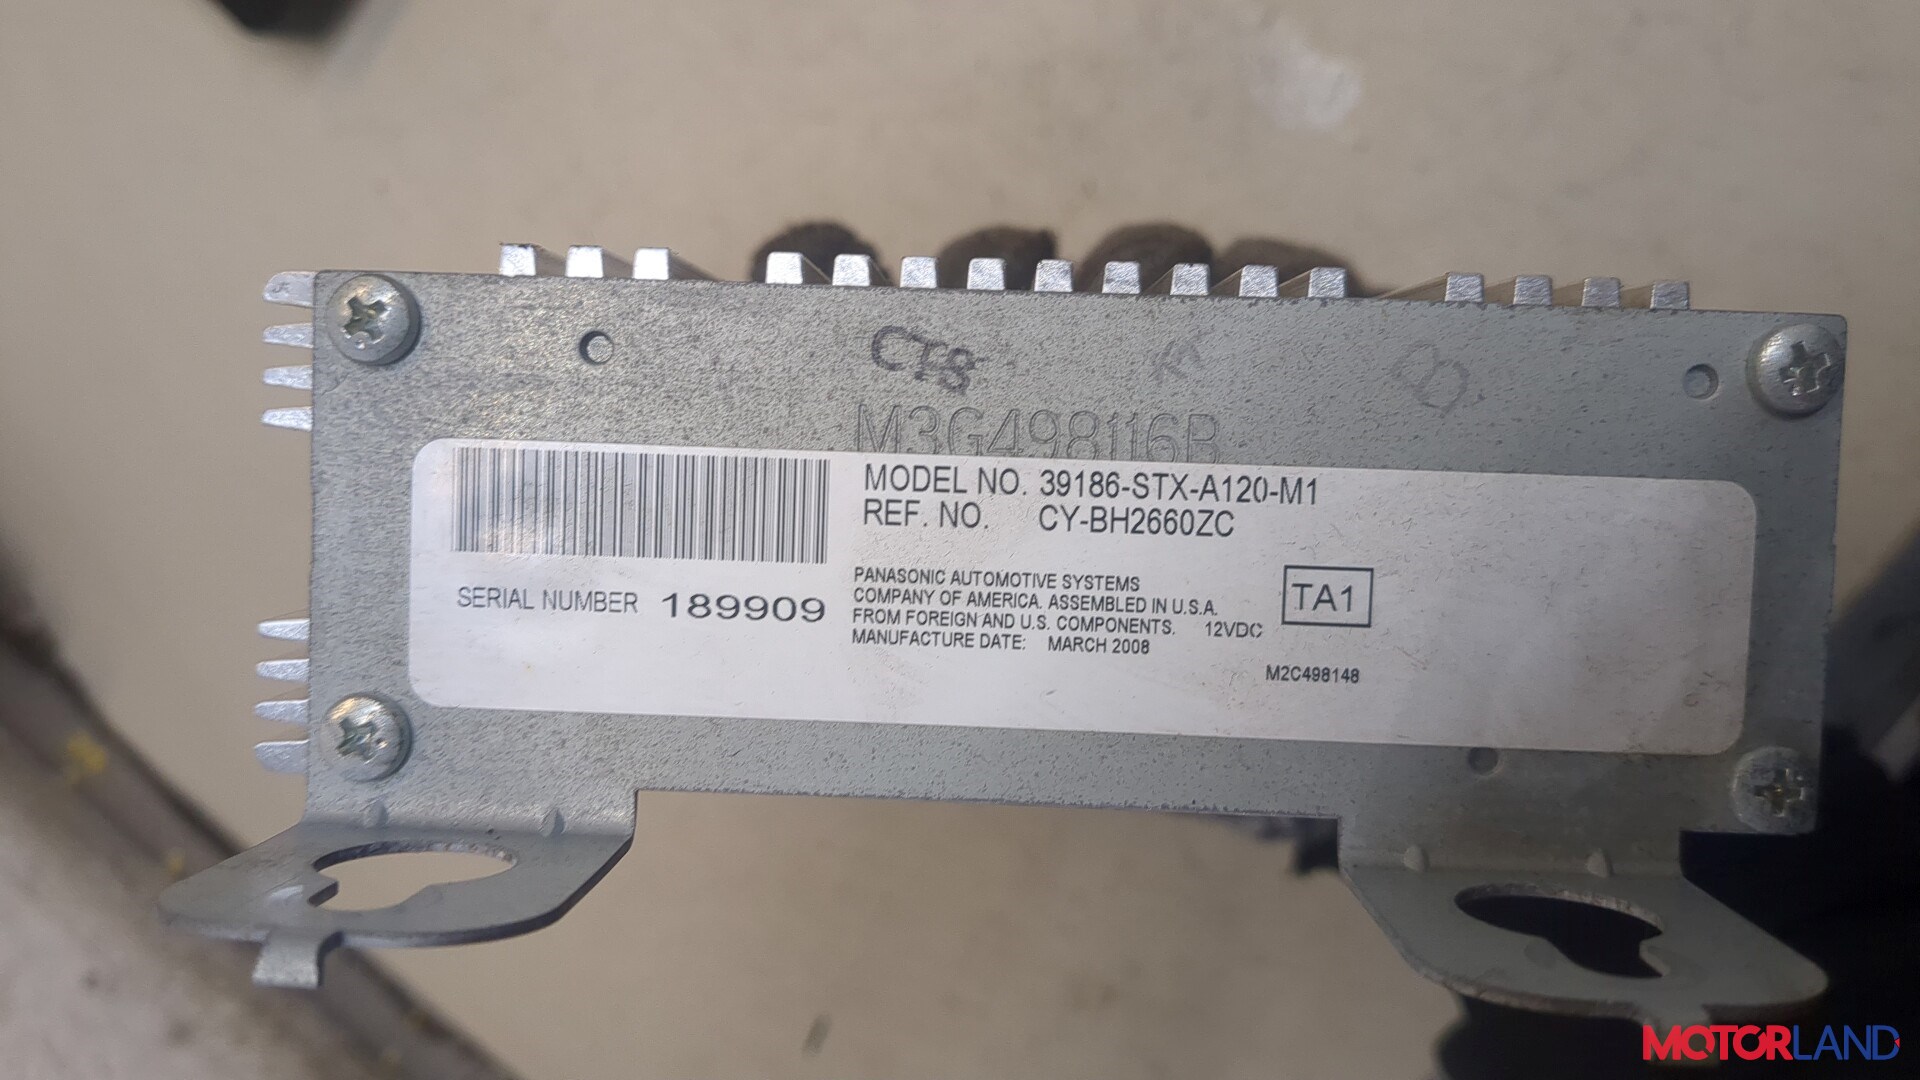 CTS
M3G498116B
MODEL NO. 39186-STX-A120-M1
REF. NO. CY-BH2660ZC
SERIAL NUMBER 189909
PANASONIC AUTOMOTIVE SYSTEMS
COMPANY OF AMERICA. ASSEMBLED IN U.S.A.
FROM FOREIGN AND U.S. COMPONENTS. 12VDC
MANUFACTURE DATE: MARCH 2008
TA1
M2C498148
MOTORLAND